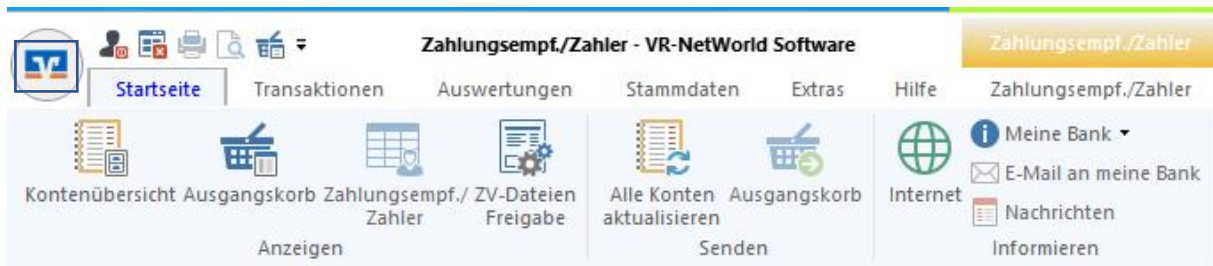 Zahlungsempf./Zahler - VR-NetWorld Software
Zahlungsempf./Zahler
Startseite Transaktionen Auswertungen Stammdaten Extras Hilfe Zahlungsempf./Zahler
Kontenübersicht
Ausgangskorb
Zahlungsempf./
Zahler
ZV-Dateien
Freigabe
Anzeigen
Alle Konten
aktualisieren
Ausgangskorb
Senden
Internet
Meine Bank
E-Mail an meine Bank
Nachrichten
Informieren